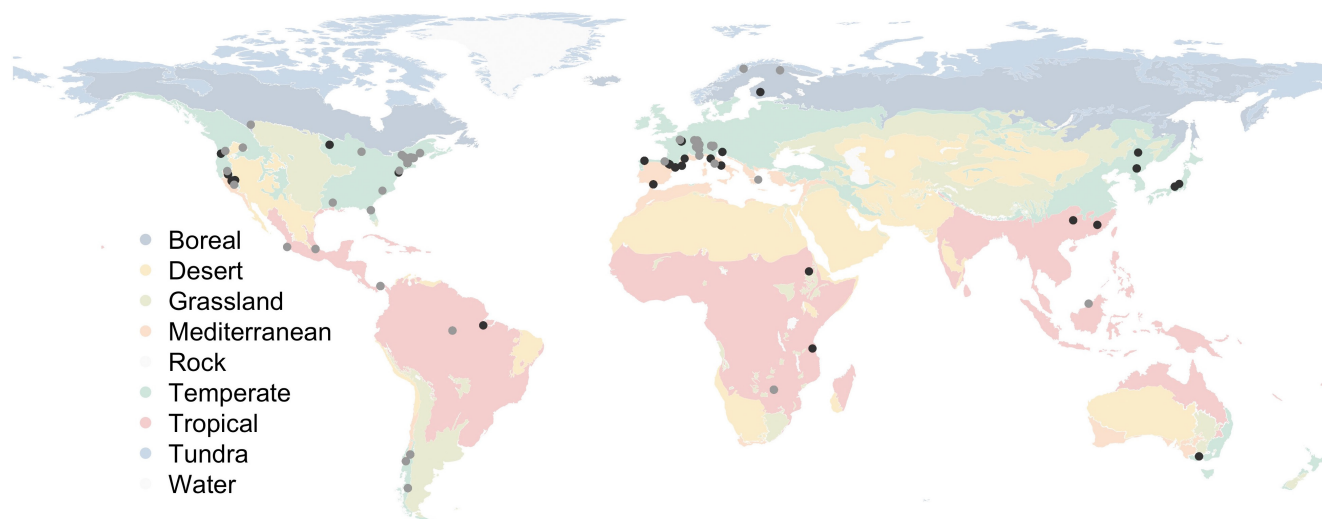 Boreal
Desert
Grassland
Mediterranean
Rock
Temperate
Tropical
Tundra
Water